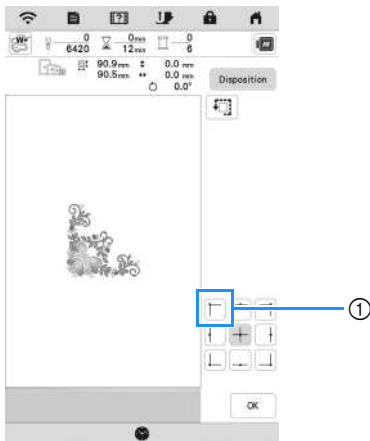 W+ 0 0min 0
6420 12min 6
90.9mm 0.0 mm
90.5mm 0.0 mm
0.0°
Disposition
①
OK